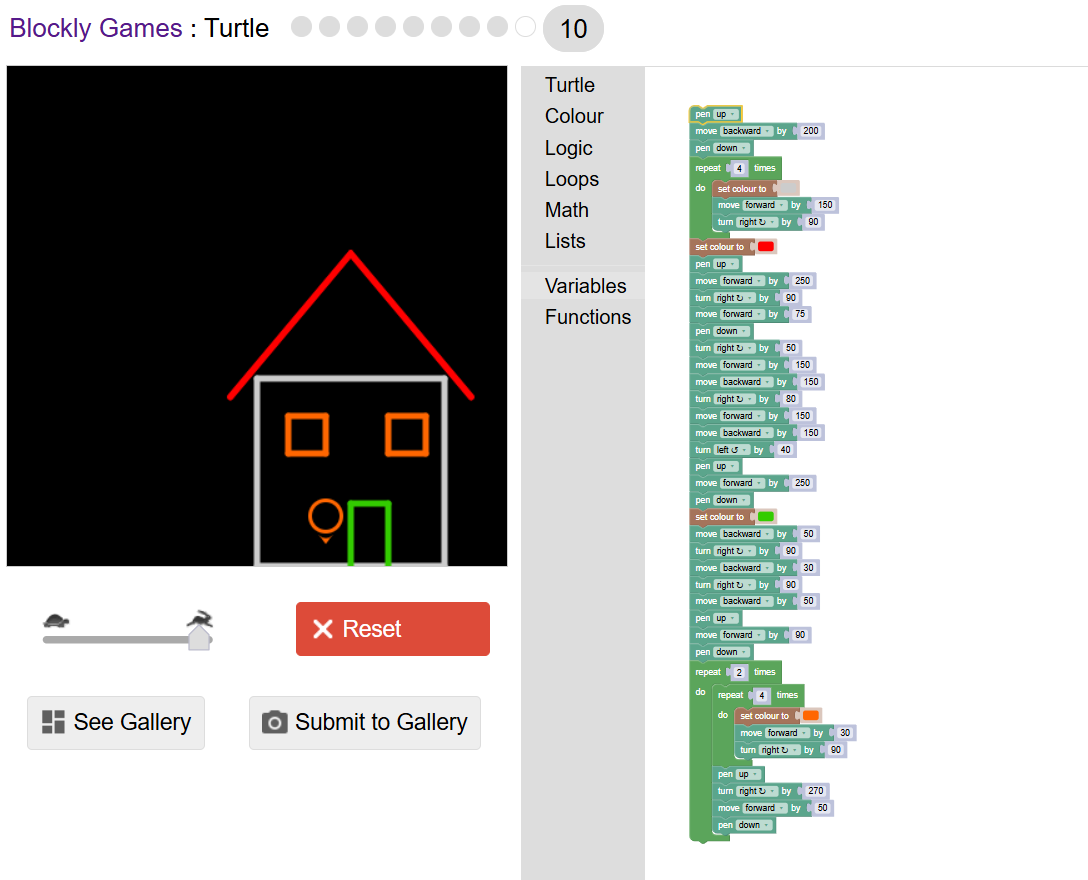 Blockly Games : Turtle 10
Turtle
Colour
Logic
Loops
Math
Lists
Variables
Functions
Reset
See Gallery
Submit to Gallery
pen up
move backward by 200
pen down
repeat 4 times
do set colour to
move forward by 150
turn right ↻ by 90
set colour to
pen up
move forward by 250
turn right ↻ by 90
move forward by 75
pen down
turn right ↻ by 50
move forward by 150
move backward by 150
turn right ↻ by 80
move forward by 150
move backward by 150
turn left ↺ by 40
pen up
move forward by 250
pen down
set colour to
move backward by 50
turn right ↻ by 90
move backward by 30
turn right ↻ by 90
move backward by 50
pen up
move forward by 90
pen down
repeat 2 times
do repeat 4 times
do set colour to
move forward by 30
turn right ↻ by 90
pen up
turn right ↻ by 270
move forward by 50
pen down